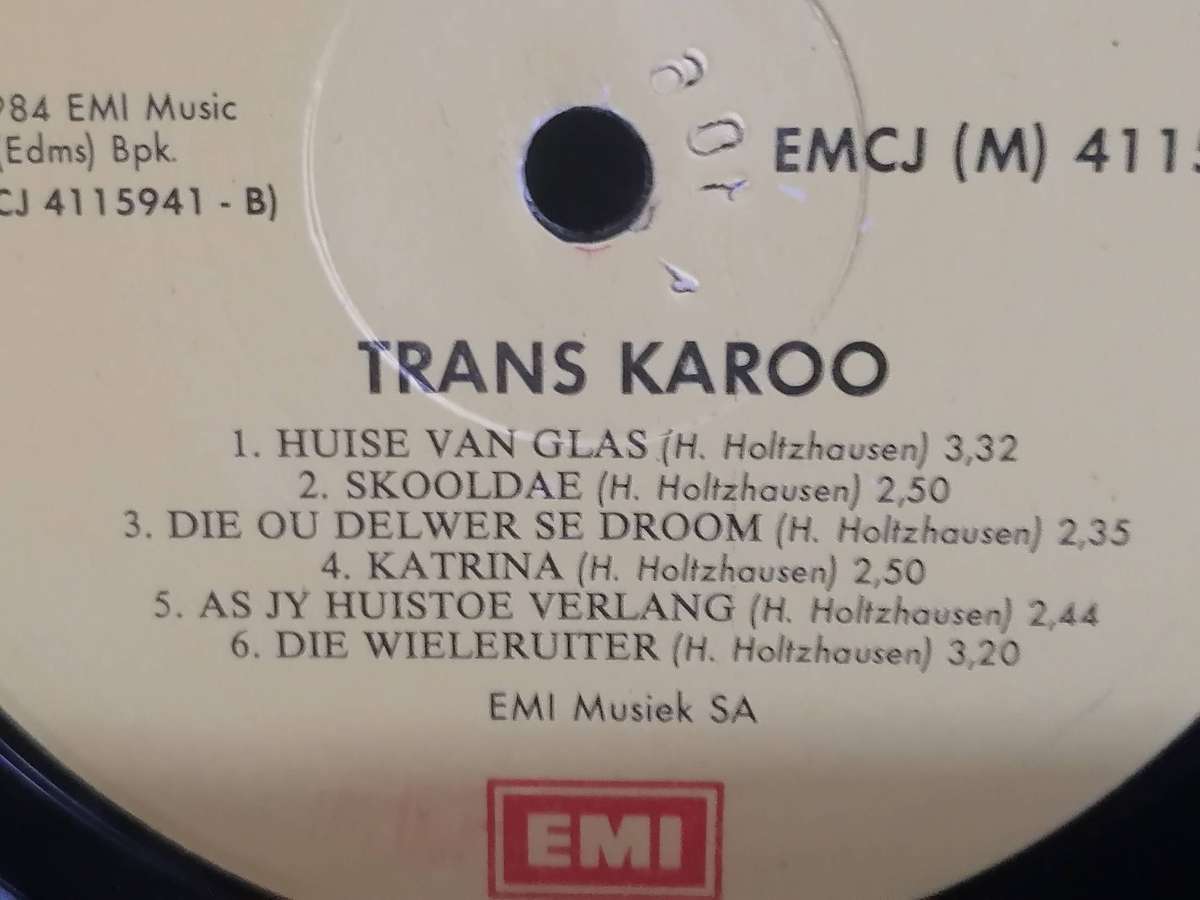 984 EMI Music
(Edms) Bpk.
CJ 4115941 - B)
EMCJ (M) 4115
TRANS KAROO
1. HUISE VAN GLAS (H. Holtzhausen) 3,32
2. SKOOLDAE (H. Holtzhausen) 2,50
3. DIE OU DELWER SE DROOM (H. Holtzhausen) 2,35
4. KATRINA (H. Holtzhausen) 2,50
5. AS JY HUISTOE VERLANG (H. Holtzhausen) 2,44
6. DIE WIELERUITER (H. Holtzhausen) 3,20
EMI Musiek SA
EMI